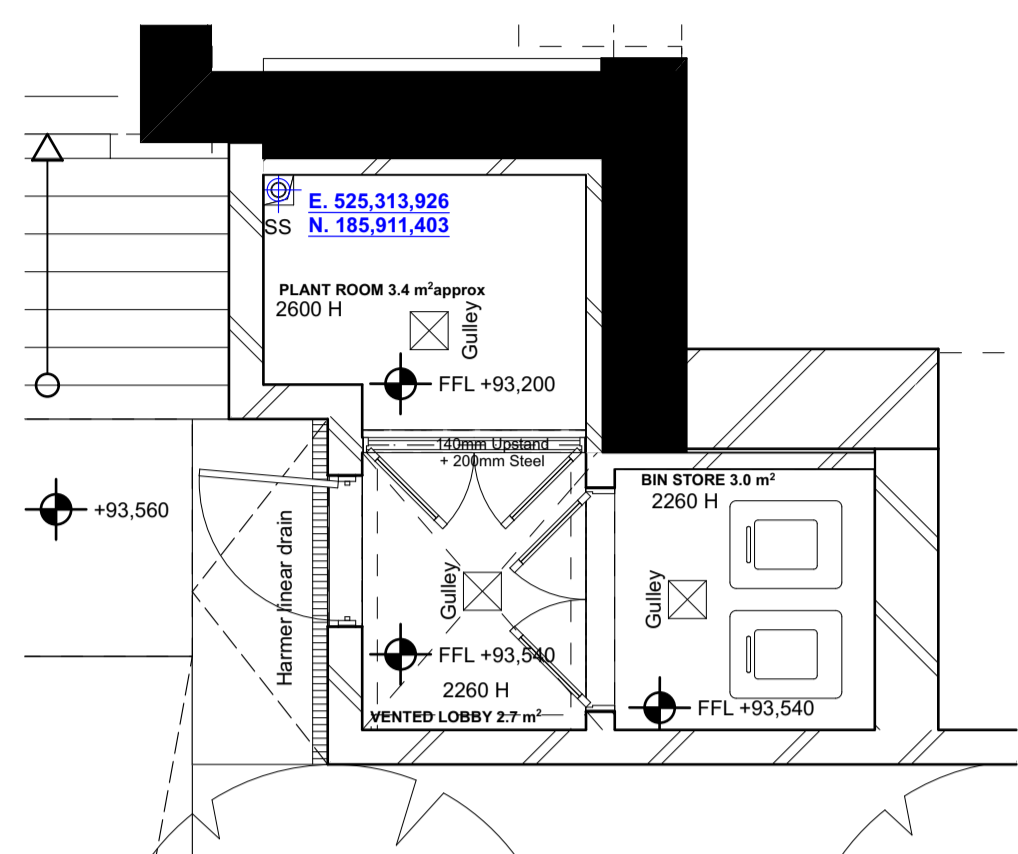 E. 525,313,926
SS N. 185,911,403
PLANT ROOM 3.4 m²approx
2600 H
Gulley
FFL +93,200
140mm Upstand
+ 200mm Steel
BIN STORE 3.0 m²
2260 H
+93,560
Harmer linear drain
Gulley
Gulley
FFL +93,540
2260 H
VENTED LOBBY 2.7 m²
FFL +93,540